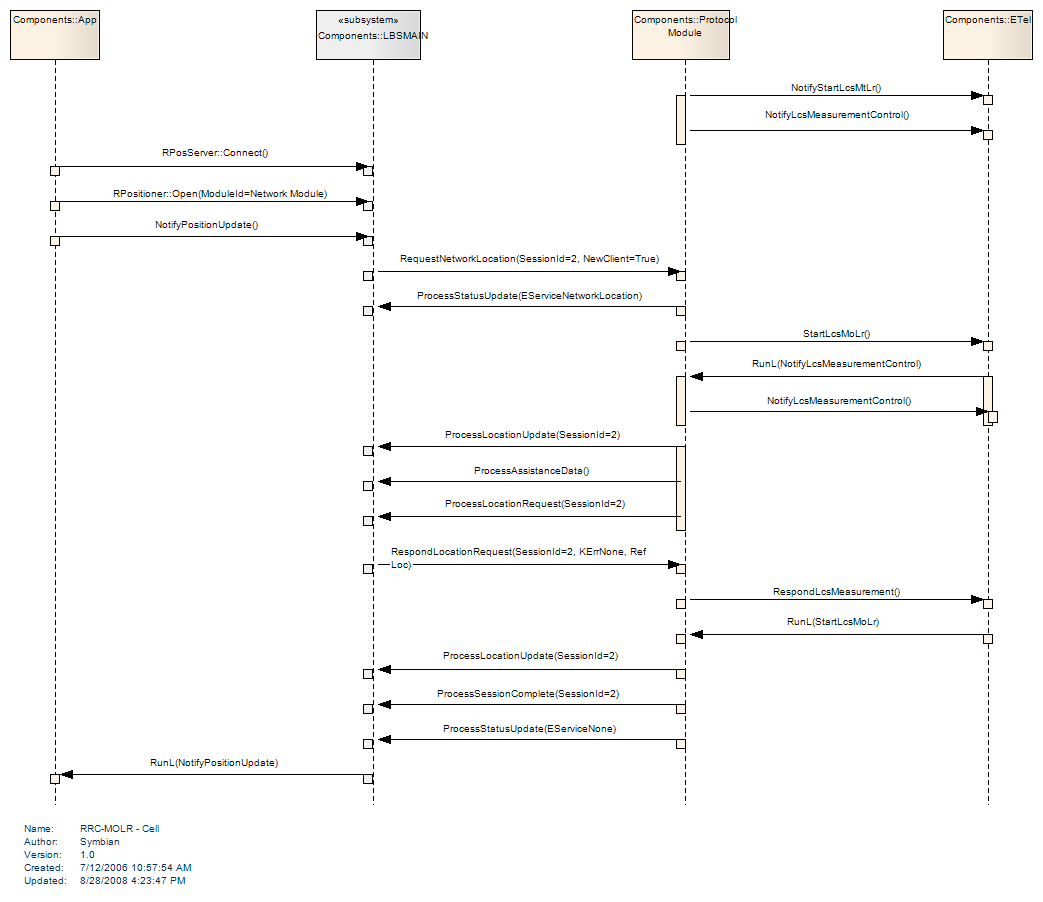 Components::App
«subsystem»
Components::LBSMAIN
Components::Protocol
Module
Components::ETel
NotifyStartLcsMtLr()
NotifyLcsMeasurementControl()
RPosServer::Connect()
RPositioner::Open(ModuleId=Network Module)
NotifyPositionUpdate()
RequestNetworkLocation(SessionId=2, NewClient=True)
ProcessStatusUpdate(EServiceNetworkLocation)
StartLcsMoLr()
RunL(NotifyLcsMeasurementControl)
NotifyLcsMeasurementControl()
ProcessLocationUpdate(SessionId=2)
ProcessAssistanceData()
ProcessLocationRequest(SessionId=2)
RespondLocationRequest(SessionId=2, KErrNone, Ref
Loc)
RespondLcsMeasurement()
RunL(StartLcsMoLr)
ProcessLocationUpdate(SessionId=2)
ProcessSessionComplete(SessionId=2)
ProcessStatusUpdate(EServiceNone)
RunL(NotifyPositionUpdate)
Name: RRC-MOLR - Cell
Author: Symbian
Version: 1.0
Created: 7/12/2006 10:57:54 AM
Updated: 8/28/2008 4:23:47 PM